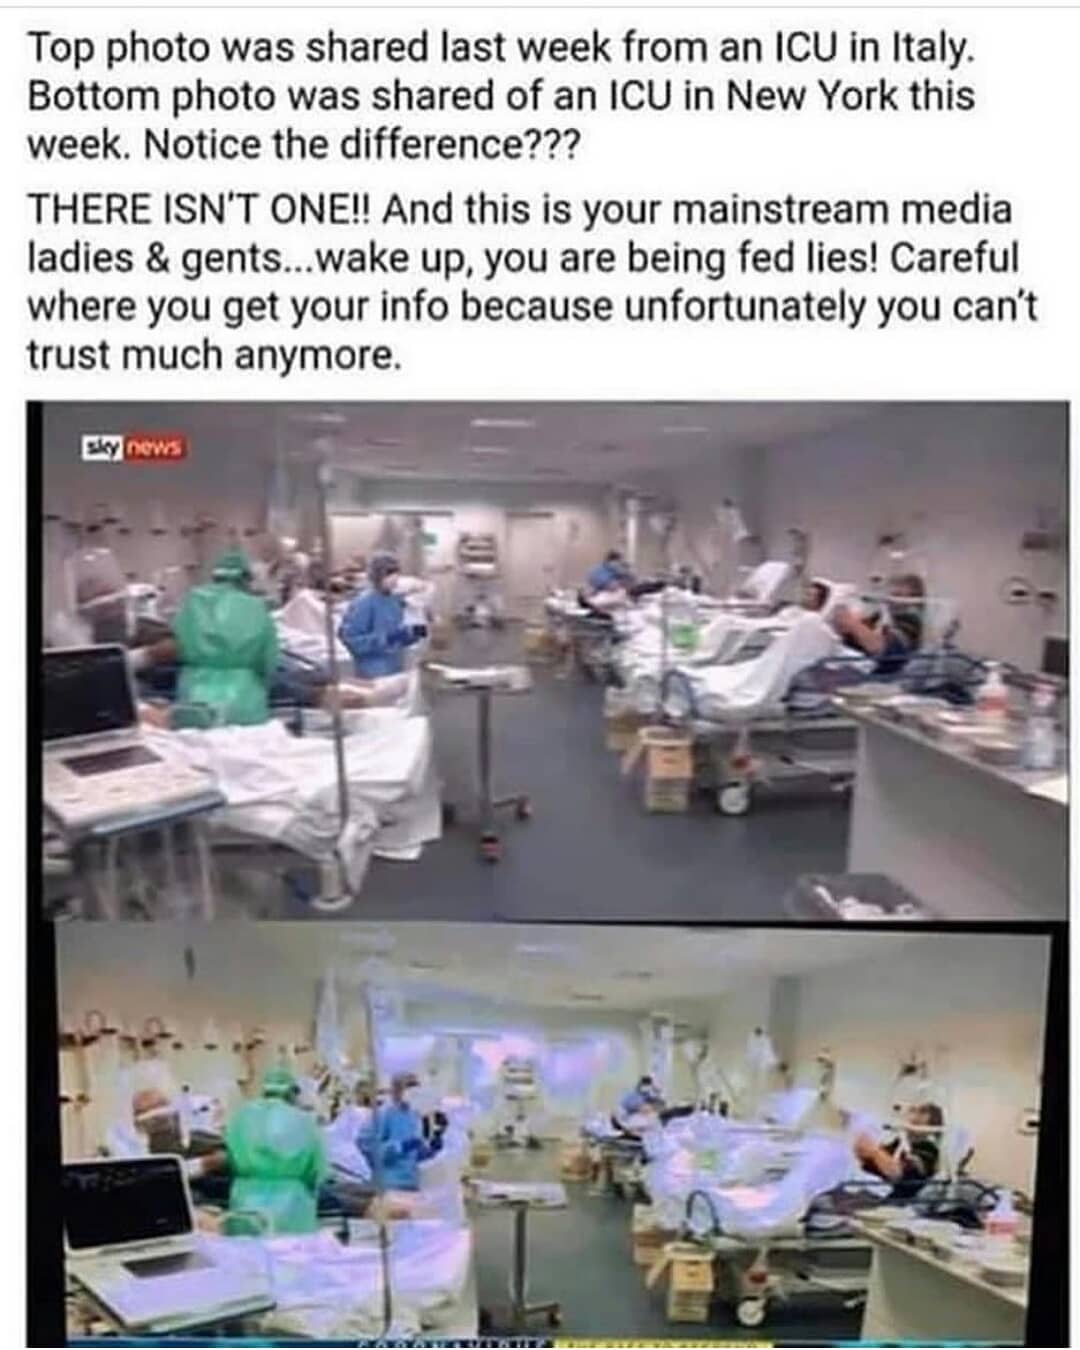 Top photo was shared last week from an ICU in Italy.
Bottom photo was shared of an ICU in New York this
week. Notice the difference???
THERE ISN'T ONE!! And this is your mainstream media
ladies & gents...wake up, you are being fed lies! Careful
where you get your info because unfortunately you can't
trust much anymore.
sky news